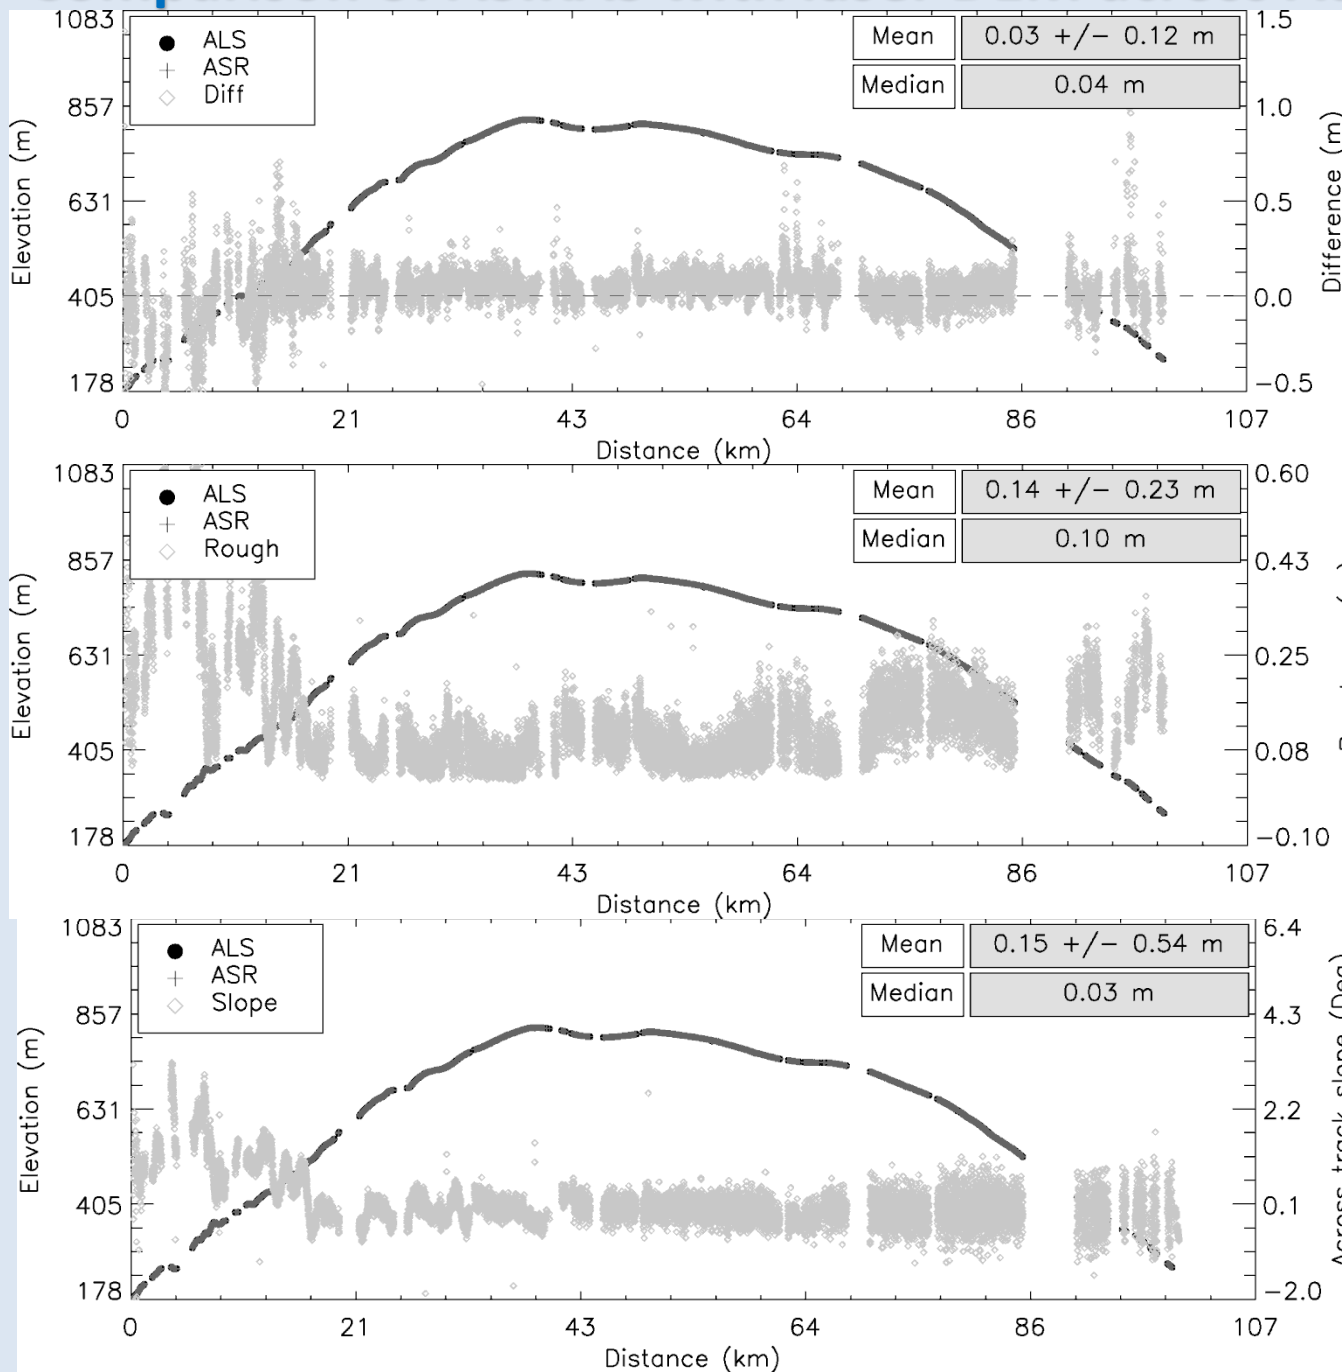 1083
857
631
405
178
Elevation (m)
ALS
ASR
Diff
Mean 0.03 +/- 0.12 m
Median 0.04 m
1.5
1.0
0.5
0.0
-0.5
Difference (m)
0 21 43 64 86 107
Distance (km)
1083
857
631
405
178
Elevation (m)
ALS
ASR
Rough
Mean 0.14 +/- 0.23 m
Median 0.10 m
0.60
0.43
0.25
0.08
-0.10
0 21 43 64 86 107
Distance (km)
1083
857
631
405
178
Elevation (m)
ALS
ASR
Slope
Mean 0.15 +/- 0.54 m
Median 0.03 m
6.4
4.3
2.2
0.1
-2.0
Across track slope (Deg)
0 21 43 64 86 107
Distance (km)